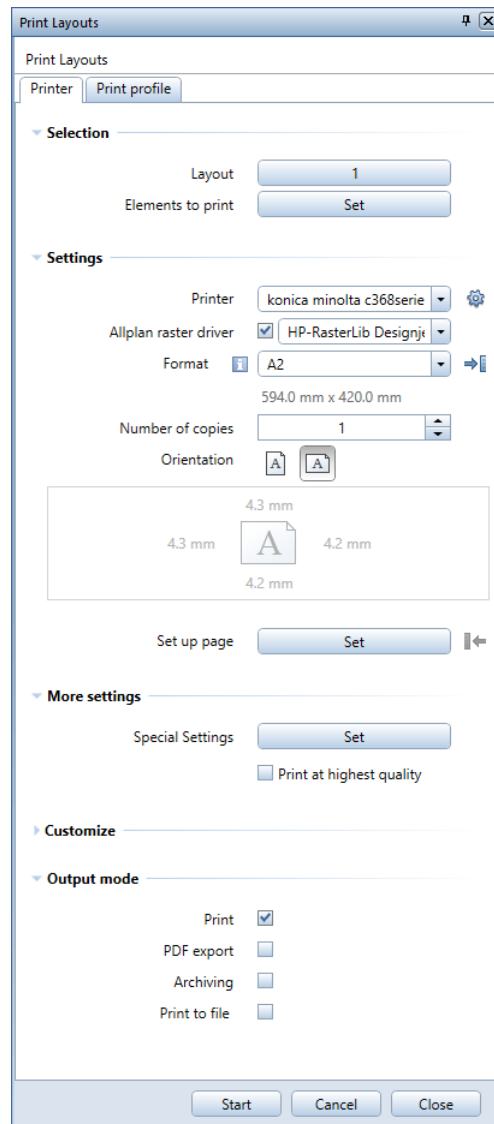 Print Layouts
Print Layouts
Printer Print profile
Selection
Layout 1
Elements to print Set
Settings
Printer konica minolta c368serie
Allplan raster driver HP-RasterLib Designje
Format i A2
594.0 mm x 420.0 mm
Number of copies 1
Orientation A A
4.3 mm
4.3 mm A 4.2 mm
4.2 mm
Set up page Set
More settings
Special Settings Set
Print at highest quality
Customize
Output mode
Print
PDF export
Archiving
Print to file
Start Cancel Close